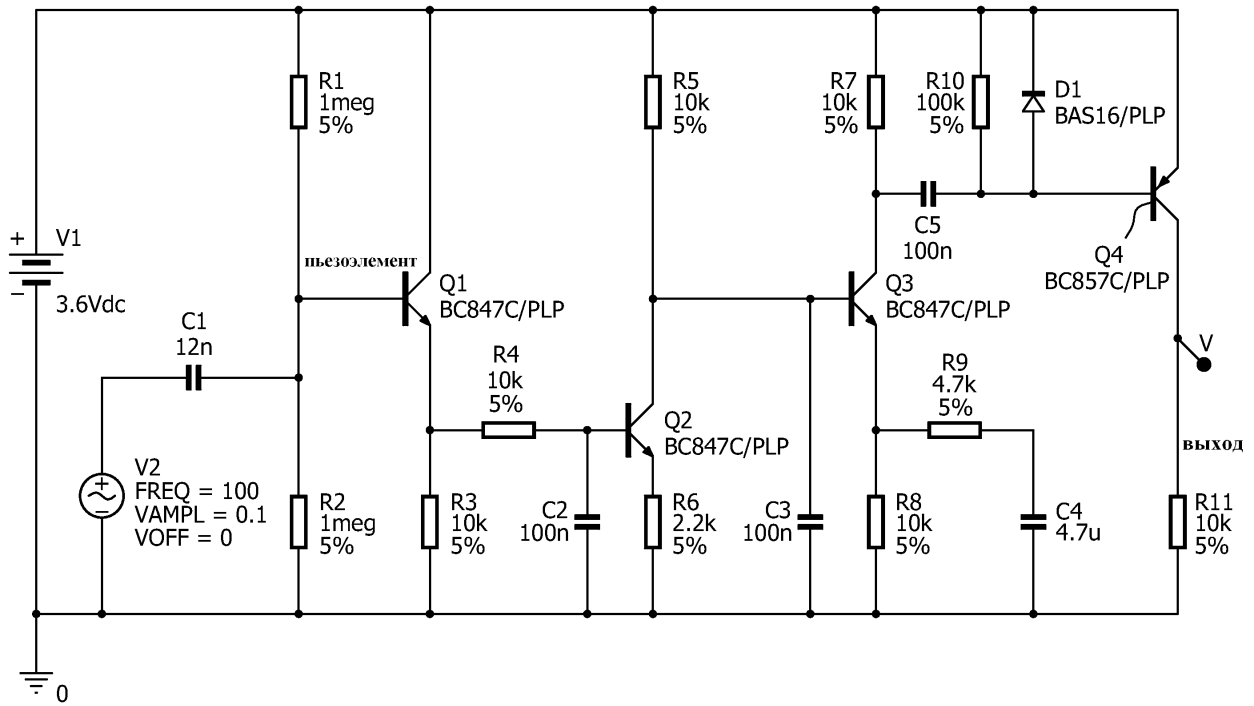 R1
1meg
5%
R5
10k
5%
R7
10k
5%
R10
100k
5%
D1
BAS16/PLP
+
V1
−
3.6Vdc
C1
12n
пьезоэлемент
Q1
BC847C/PLP
Q3
BC847C/PLP
C5
100n
Q4
BC857C/PLP
R4
10k
5%
R9
4.7k
5%
V
Q2
BC847C/PLP
выход
V2
FREQ = 100
VAMPL = 0.1
VOFF = 0
+
−
R2
1meg
5%
R3
10k
5%
C2
100n
R6
2.2k
5%
C3
100n
R8
10k
5%
C4
4.7u
R11
10k
5%
0